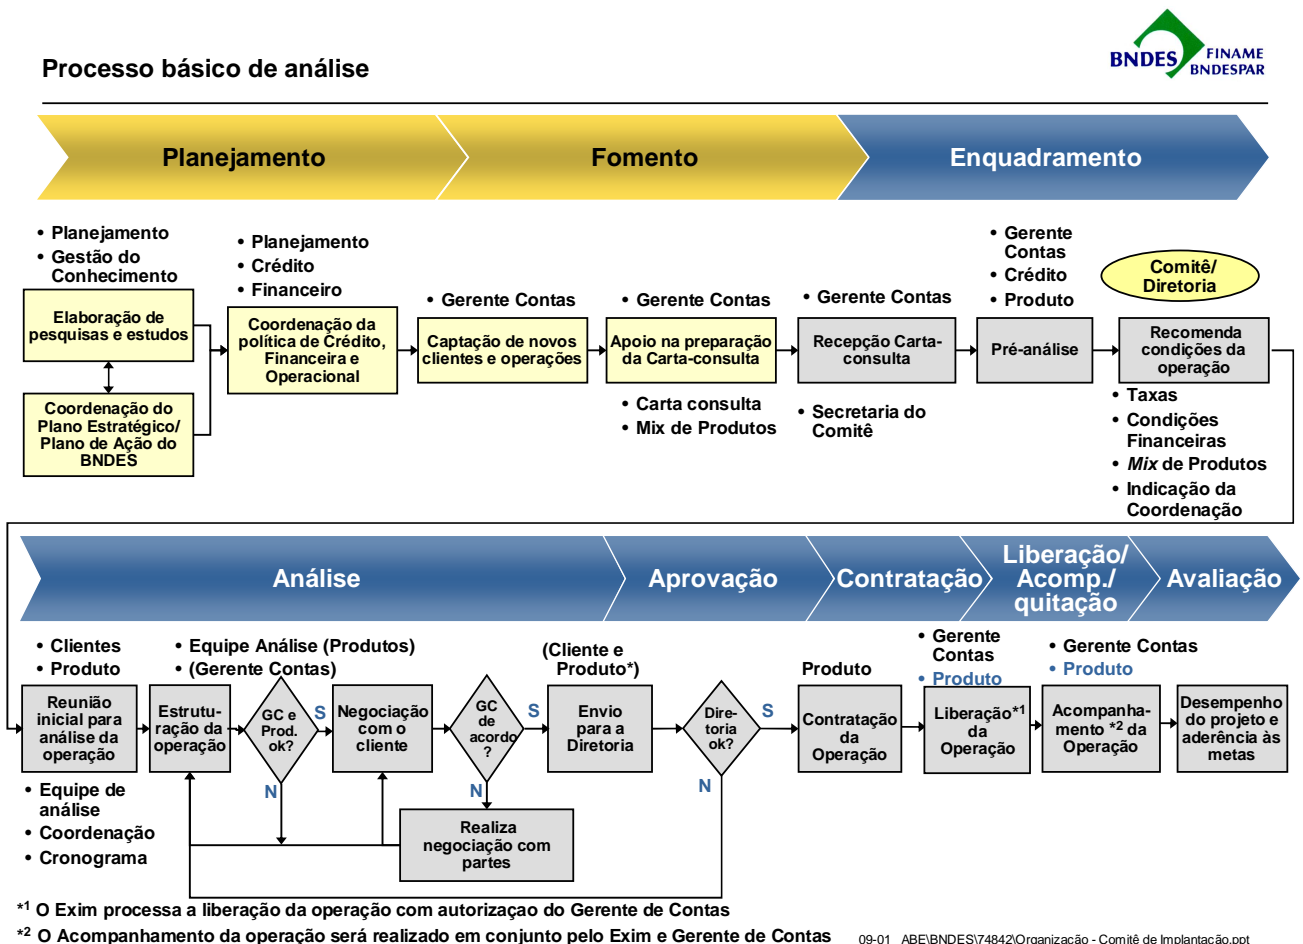 Processo básico de análise
BNDES
FINAME
BNDESPAR
Planejamento
Fomento
Enquadramento
• Planejamento
• Gestão do
Conhecimento
Elaboração de
pesquisas e estudos
Coordenação do
Plano Estratégico/
Plano de Ação do
BNDES
• Planejamento
• Crédito
• Financeiro
Coordenação da
política de Crédito,
Financeira e
Operacional
• Gerente Contas
Captação de novos
clientes e operações
• Gerente Contas
Apoio na preparação
da Carta-consulta
• Carta consulta
• Mix de Produtos
• Gerente Contas
Recepção Carta-
consulta
• Secretaria do
Comitê
• Gerente
Contas
• Crédito
• Produto
Pré-análise
Comitê/
Diretoria
Recomenda
condições da
operação
• Taxas
• Condições
Financeiras
• Mix de Produtos
• Indicação da
Coordenação
Análise
Aprovação
Contratação
Liberação/
Acomp./
quitação
Avaliação
• Clientes
• Produto
Reunião
inicial para
análise da
operação
• Equipe de
análise
• Coordenação
• Cronograma
• Equipe Análise (Produtos)
• (Gerente Contas)
Estrutu-
ração da
operação
GC e
Prod.
ok?
S
N
Negociação
com o
cliente
GC
de
acordo
?
S
N
Realiza
negociação com
partes
(Cliente e
Produto*)
Envio
para a
Diretoria
Dire-
toria
ok?
S
N
Produto
Contratação
da
Operação
• Gerente
Contas
• Produto
Liberação*1
da
Operação
• Gerente Contas
• Produto
Acompanha-
mento *2 da
Operação
Desempenho
do projeto e
aderência às
metas
*1 O Exim processa a liberação da operação com autorizaçao do Gerente de Contas
*2 O Acompanhamento da operação será realizado em conjunto pelo Exim e Gerente de Contas
09-01 ABE\BNDES\74842\Organização - Comitê de Implantação.ppt